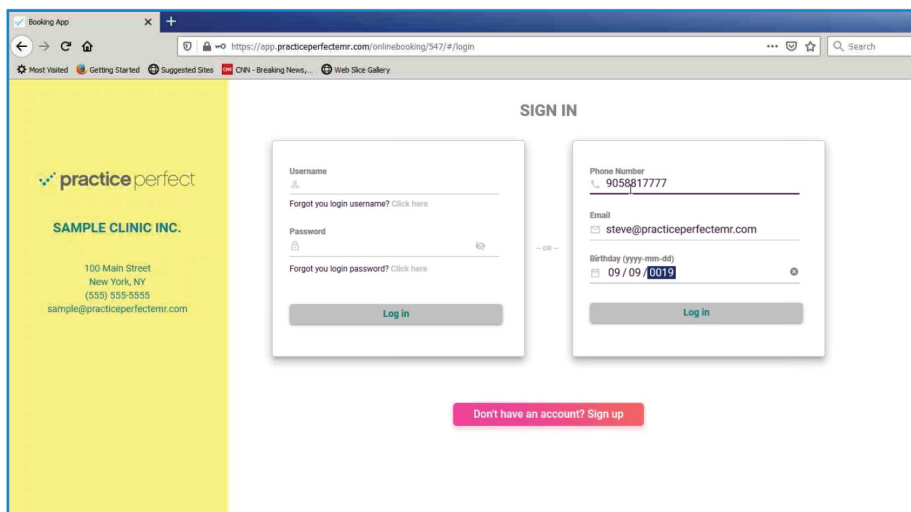 Booking App
https://app.practiceperfectemr.com/onlinebooking/547/#/login
Search
Most Visited Getting Started Suggested Sites CNN - Breaking News,... Web Slice Gallery
practice perfect
SAMPLE CLINIC INC.
100 Main Street
New York, NY
(555) 555-5555
sample@practiceperfectemr.com
SIGN IN
Username
Forgot you login username? Click here
Password
Forgot you login password? Click here
Log in
- OR -
Phone Number
9058817777
Email
steve@practiceperfectemr.com
Birthday (yyyy-mm-dd)
09 / 09 / 0019
Log in
Don't have an account? Sign up